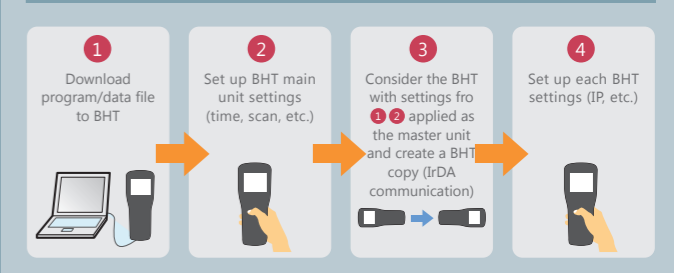 1
Download
program/data file
to BHT
2
Set up BHT main
unit settings
(time, scan, etc.)
3
Consider the BHT
with settings fro
1 2 applied as
the master unit
and create a BHT
copy (IrDA
communication)
4
Set up each BHT
settings (IP, etc.)